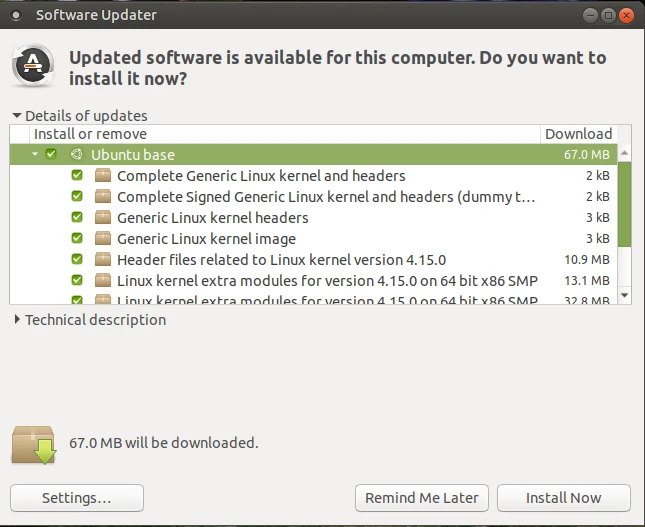 Software Updater
Updated software is available for this computer. Do you want to
install it now?
Details of updates
Install or remove Download
Ubuntu base 67.0 MB
Complete Generic Linux kernel and headers 2 kB
Complete Signed Generic Linux kernel and headers (dummy t… 2 kB
Generic Linux kernel headers 3 kB
Generic Linux kernel image 3 kB
Header files related to Linux kernel version 4.15.0 10.9 MB
Linux kernel extra modules for version 4.15.0 on 64 bit x86 SMP 13.1 MB
Linux kernel extra modules for version 4.15.0 on 64 bit x86 SMP 32.8 MB
Technical description
67.0 MB will be downloaded.
Settings… Remind Me Later Install Now